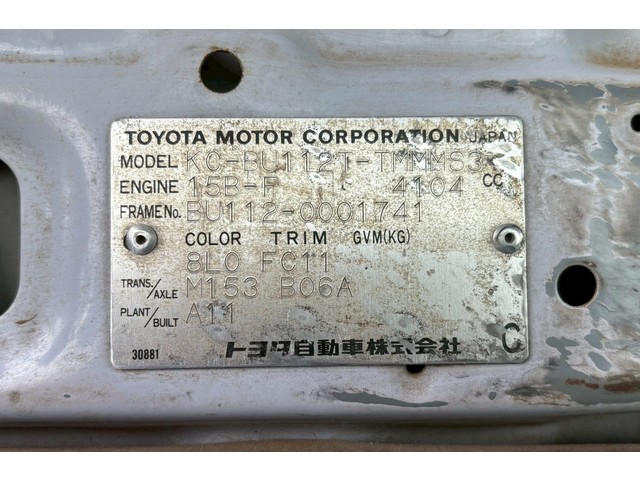 TOYOTA MOTOR CORPORATION JAPAN
MODEL KC-BU112T-TMMMS3
ENGINE 15B-F 4104 CC
FRAME No. BU112-0001741
COLOR TRIM GVM(KG)
8L0 FC11
TRANS./AXLE M153 B06A
PLANT/BUILT A11
30881 トヨタ自動車株式会社 C